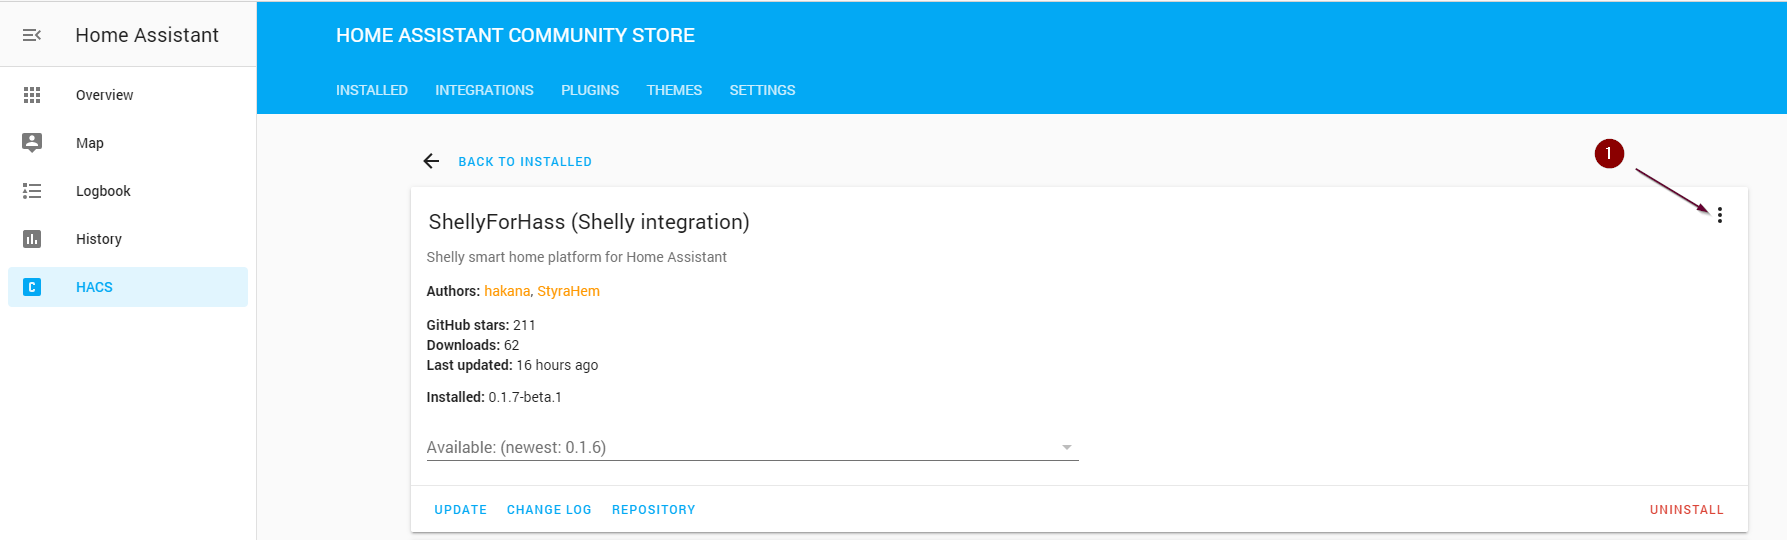 Home Assistant
Overview
Map
Logbook
History
HACS
HOME ASSISTANT COMMUNITY STORE
INSTALLED INTEGRATIONS PLUGINS THEMES SETTINGS
BACK TO INSTALLED
1
ShellyForHass (Shelly integration)
Shelly smart home platform for Home Assistant
Authors: hakana, StyraHem
GitHub stars: 211
Downloads: 62
Last updated: 16 hours ago
Installed: 0.1.7-beta.1
Available: (newest: 0.1.6)
UPDATE CHANGE LOG REPOSITORY UNINSTALL